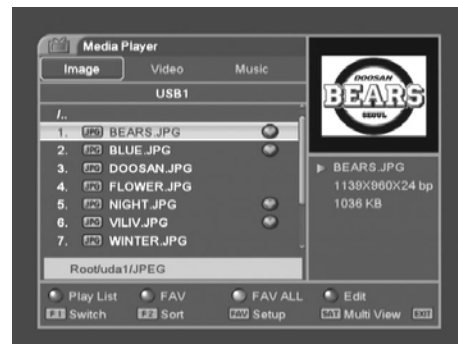 Media Player
Image Video Music
USB1
/..
1. JPG BEARS.JPG
2. JPG BLUE.JPG
3. JPG DOOSAN.JPG
4. JPG FLOWER.JPG
5. JPG NIGHT.JPG
6. JPG VILIV.JPG
7. JPG WINTER.JPG
Root/uda1/JPEG
DOOSAN
BEARS
SEOUL
BEARS.JPG
1139X960X24 bp
1036 KB
Play List FAV FAV ALL Edit
F1 Switch F2 Sort FAV Setup SAT Multi View EXIT